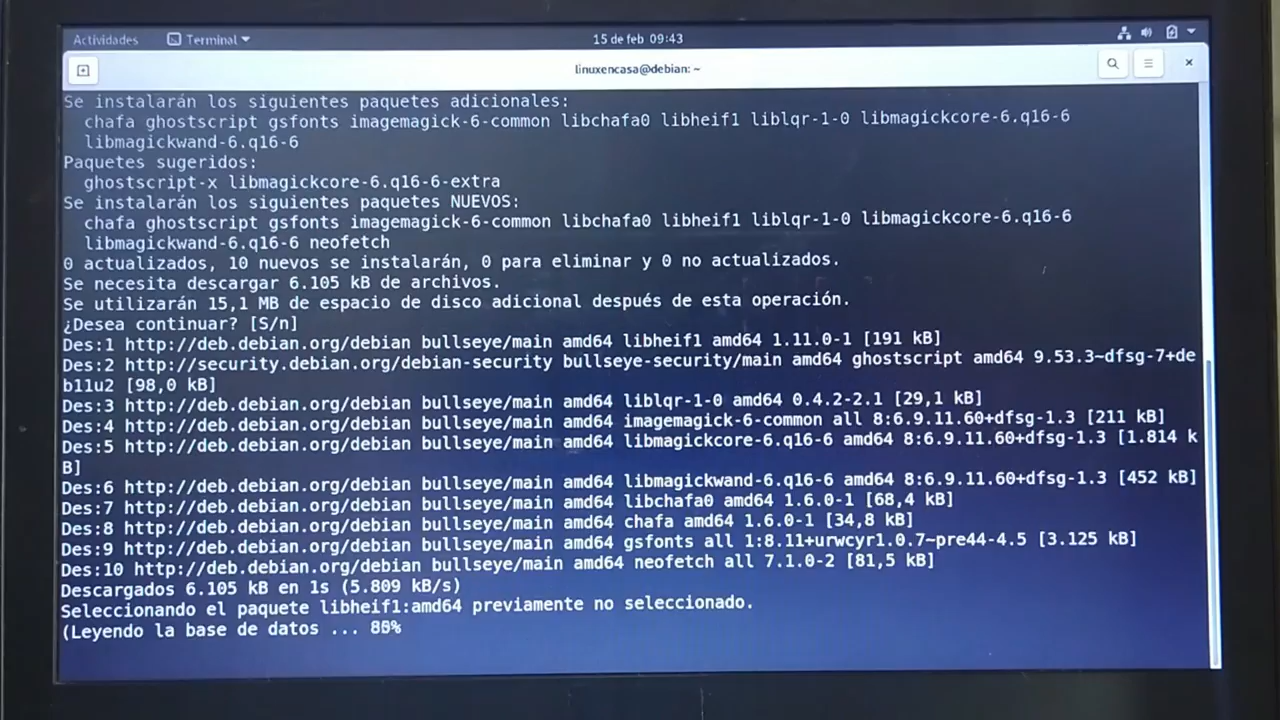 Actividades Terminal 15 de feb 09:43
linuxencasa@debian: ~
Se instalarán los siguientes paquetes adicionales:
chafa ghostscript gsfonts imagemagick-6-common libchafa0 libheif1 liblqr-1-0 libmagickcore-6.q16-6
libmagickwand-6.q16-6
Paquetes sugeridos:
ghostscript-x libmagickcore-6.q16-6-extra
Se instalarán los siguientes paquetes NUEVOS:
chafa ghostscript gsfonts imagemagick-6-common libchafa0 libheif1 liblqr-1-0 libmagickcore-6.q16-6
libmagickwand-6.q16-6 neofetch
0 actualizados, 10 nuevos se instalarán, 0 para eliminar y 0 no actualizados.
Se necesita descargar 6.105 kB de archivos.
Se utilizarán 15,1 MB de espacio de disco adicional después de esta operación.
¿Desea continuar? [S/n]
Des:1 http://deb.debian.org/debian bullseye/main amd64 libheif1 amd64 1.11.0-1 [191 kB]
Des:2 http://security.debian.org/debian-security bullseye-security/main amd64 ghostscript amd64 9.53.3~dfsg-7+de
b11u2 [98,0 kB]
Des:3 http://deb.debian.org/debian bullseye/main amd64 liblqr-1-0 amd64 0.4.2-2.1 [29,1 kB]
Des:4 http://deb.debian.org/debian bullseye/main amd64 imagemagick-6-common all 8:6.9.11.60+dfsg-1.3 [211 kB]
Des:5 http://deb.debian.org/debian bullseye/main amd64 libmagickcore-6.q16-6 amd64 8:6.9.11.60+dfsg-1.3 [1.814 k
B]
Des:6 http://deb.debian.org/debian bullseye/main amd64 libmagickwand-6.q16-6 amd64 8:6.9.11.60+dfsg-1.3 [452 kB]
Des:7 http://deb.debian.org/debian bullseye/main amd64 libchafa0 amd64 1.6.0-1 [68,4 kB]
Des:8 http://deb.debian.org/debian bullseye/main amd64 chafa amd64 1.6.0-1 [34,8 kB]
Des:9 http://deb.debian.org/debian bullseye/main amd64 gsfonts all 1:8.11+urwcyr1.0.7~pre44-4.5 [3.125 kB]
Des:10 http://deb.debian.org/debian bullseye/main amd64 neofetch all 7.1.0-2 [81,5 kB]
Descargados 6.105 kB en 1s (5.809 kB/s)
Seleccionando el paquete libheif1:amd64 previamente no seleccionado.
(Leyendo la base de datos ...